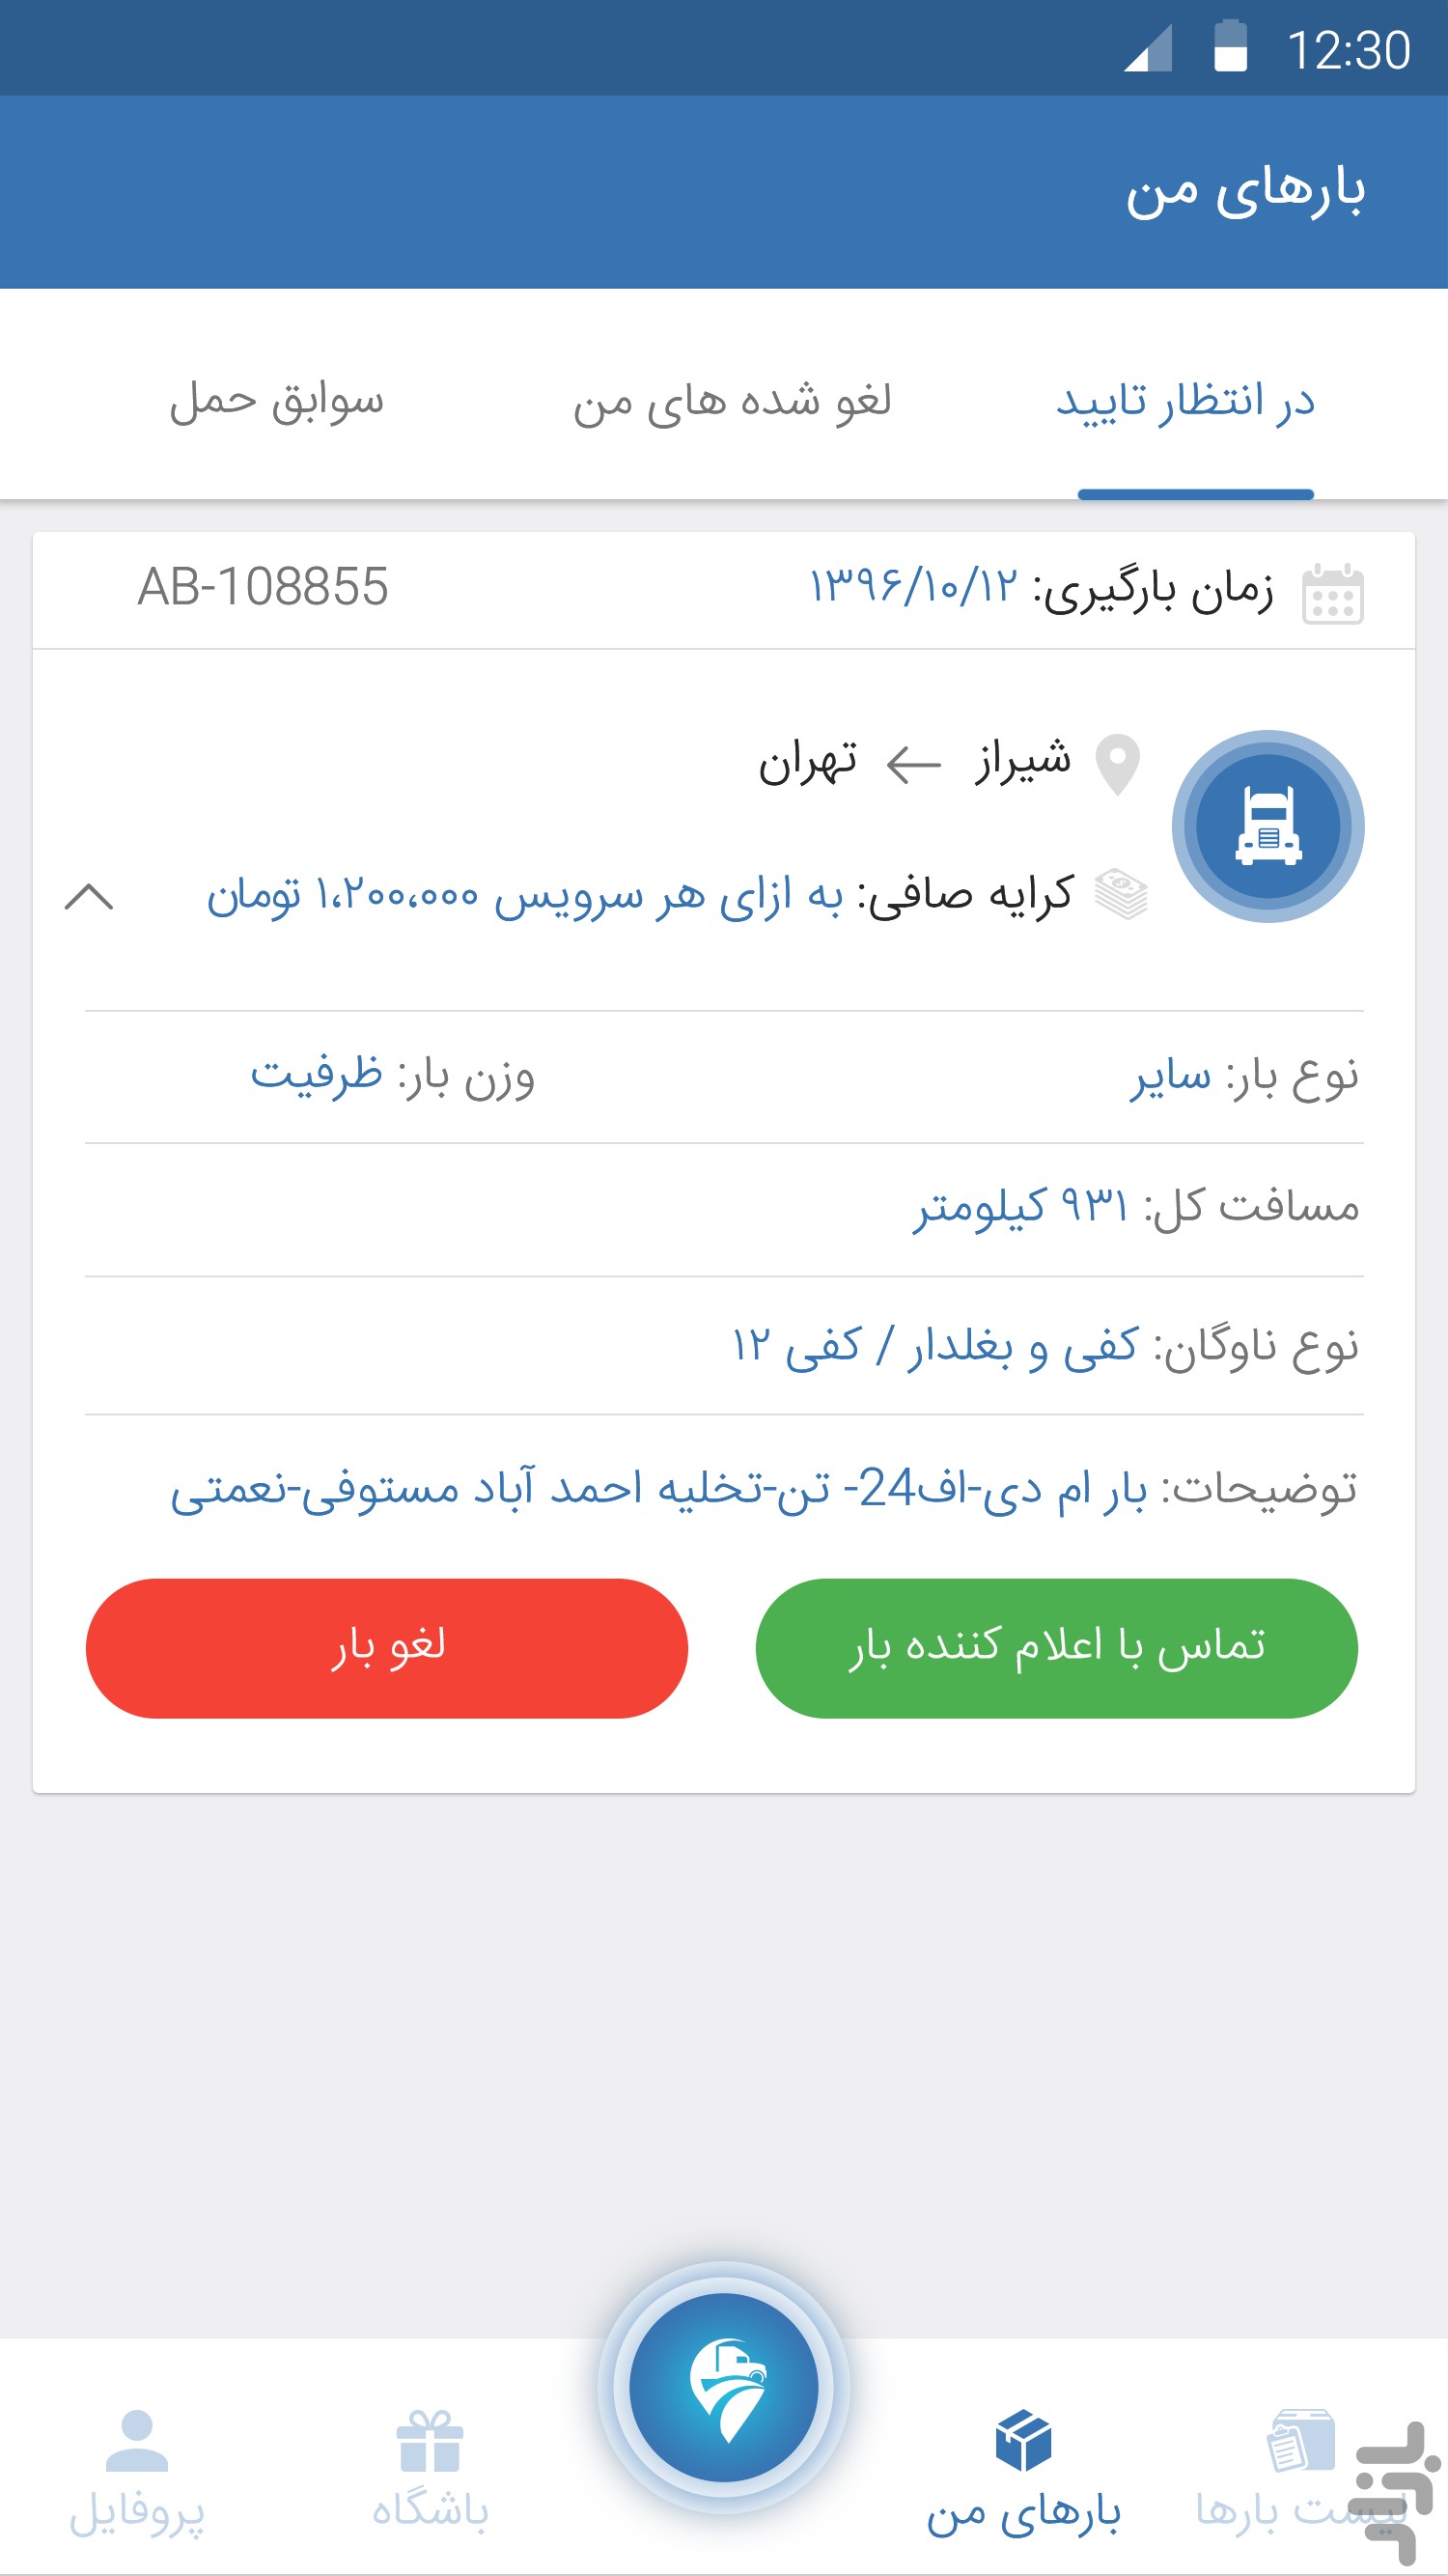 12:30
بارهای من
در انتظار تایید
لغو شده های من
سوابق حمل
زمان بارگیری: ۱۳۹۶/۱۰/۱۲
AB-108855
شیراز ← تهران
کرایه صافی: به ازای هر سرویس ۱،۲۰۰،۰۰۰ تومان
نوع بار: سایر
وزن بار: ظرفیت
مسافت کل: ۹۳۱ کیلومتر
نوع ناوگان: کفی و بغلدار / کفی ۱۲
توضیحات: بار ام دی-اف24- تن-تخلیه احمد آباد مستوفی-نعمتی
تماس با اعلام کننده بار
لغو بار
لیست بارها
بارهای من
باشگاه
پروفایل